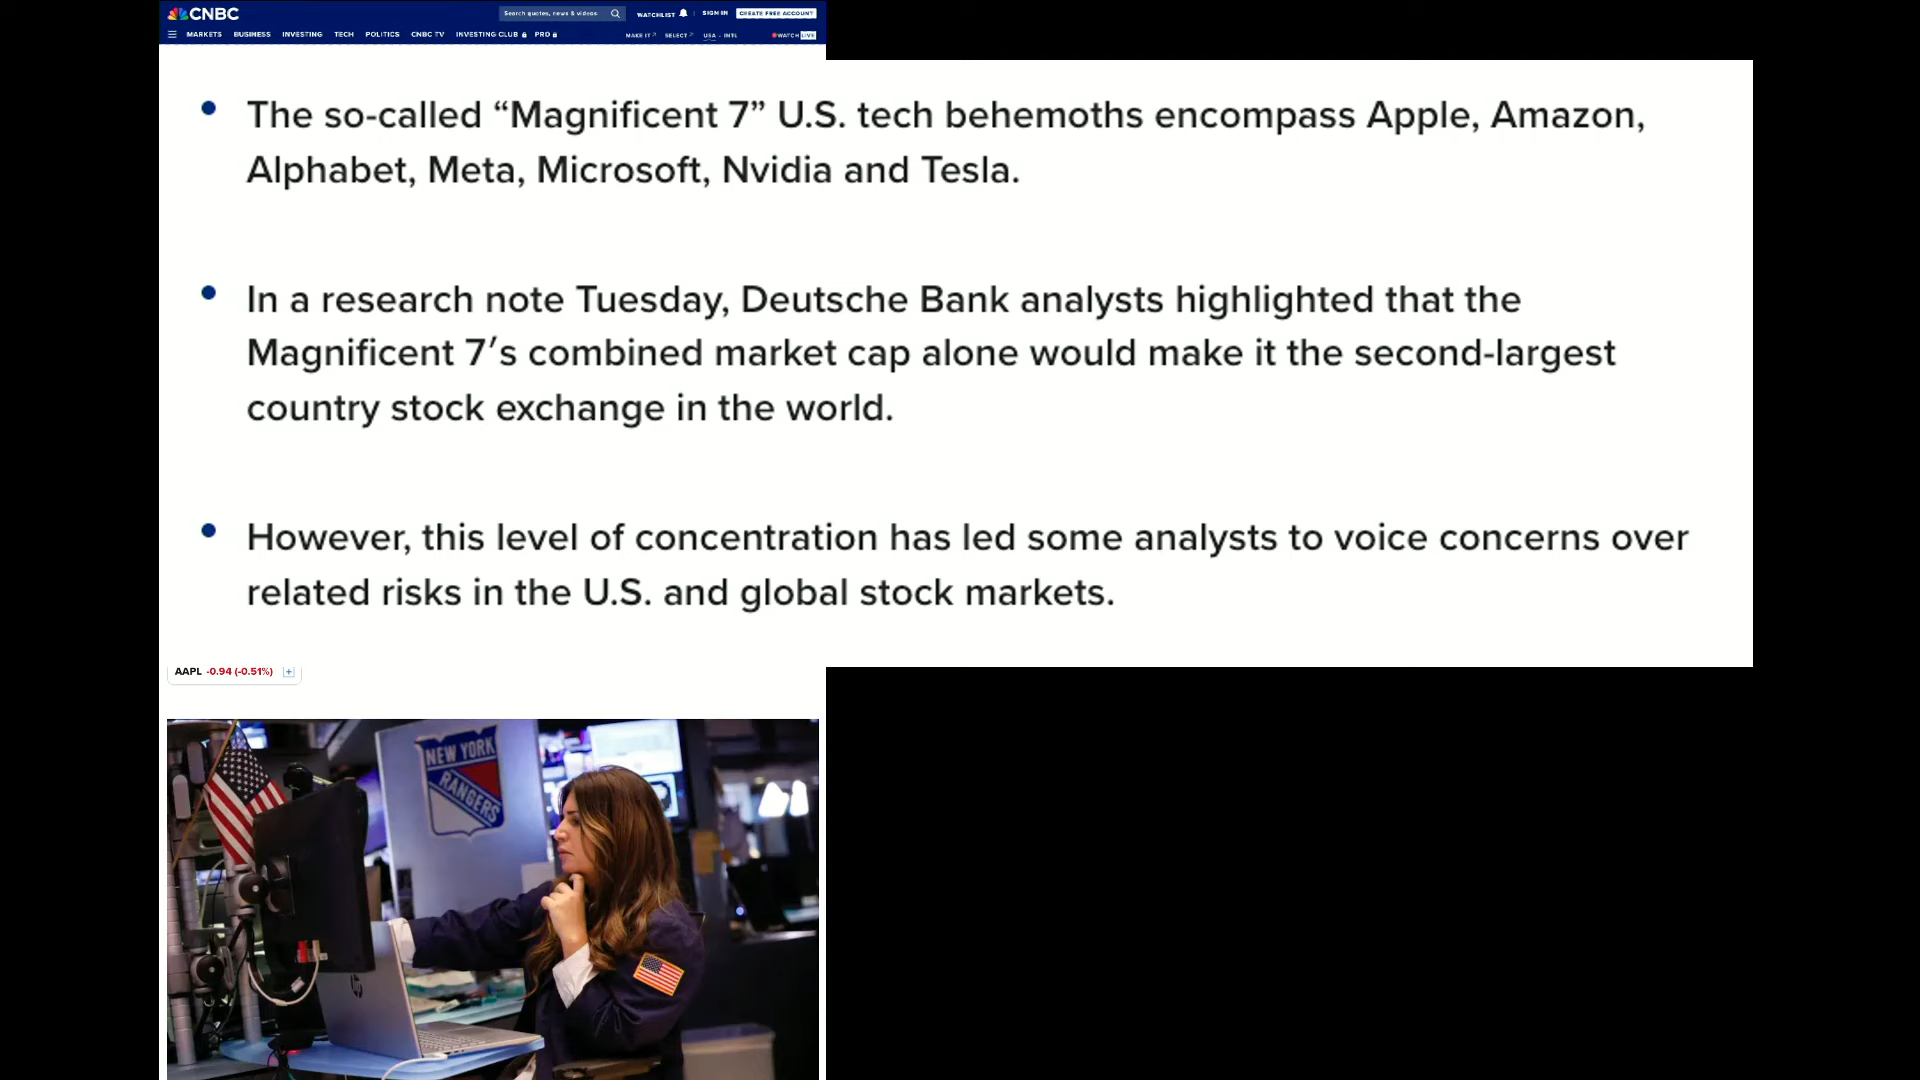 CNBC
Search quotes, news & videos
WATCHLIST
SIGN IN
CREATE FREE ACCOUNT
MARKETS BUSINESS INVESTING TECH POLITICS CNBC TV INVESTING CLUB PRO
MAKE IT SELECT USA · INTL WATCH LIVE
• The so-called “Magnificent 7” U.S. tech behemoths encompass Apple, Amazon,
Alphabet, Meta, Microsoft, Nvidia and Tesla.
• In a research note Tuesday, Deutsche Bank analysts highlighted that the
Magnificent 7′s combined market cap alone would make it the second-largest
country stock exchange in the world.
• However, this level of concentration has led some analysts to voice concerns over
related risks in the U.S. and global stock markets.
AAPL -0.94 (-0.51%) +
NEW YORK
RANGERS
hp